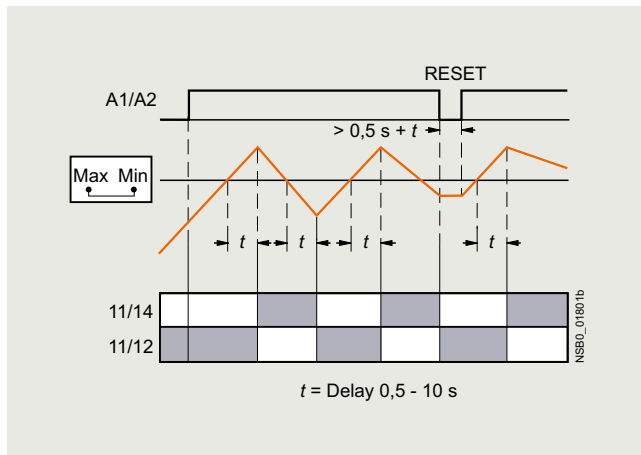 RESET
A1/A2
> 0,5 s + t
Max Min
t t t t
11/14
11/12
NSB0_01801b
t = Delay 0,5 - 10 s